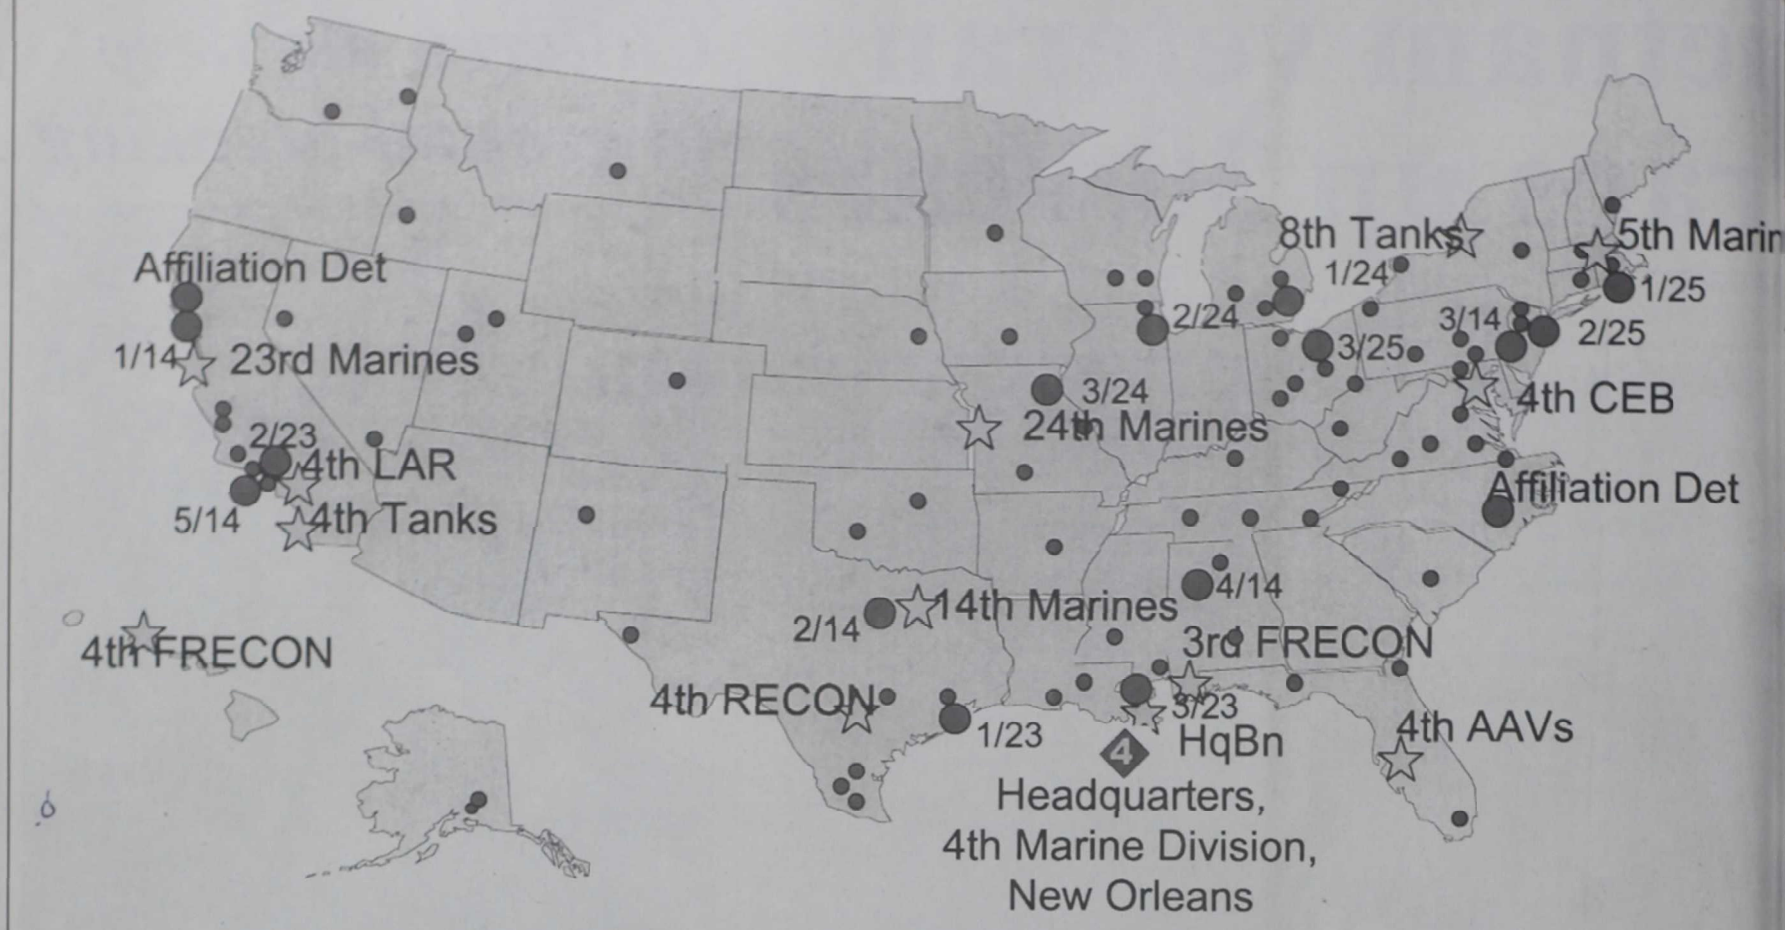 8th Tanks
5th Marin
Affiliation Det
1/24
1/25
2/24
3/14
2/25
1/14
23rd Marines
3/25
3/24
4th CEB
24th Marines
2/23
4th LAR
Affiliation Det
5/14
4th Tanks
4/14
14th Marines
2/14
3rd FRECON
4th FRECON
4th RECON
3/23
1/23
HqBn
4th AAVs
4
Headquarters,
4th Marine Division,
New Orleans